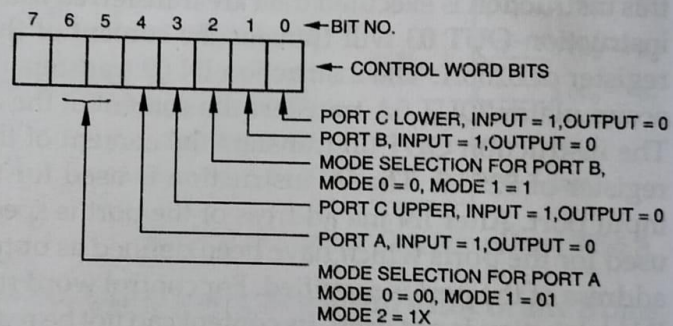 7 6 5 4 3 2 1 0 BIT NO.
CONTROL WORD BITS
PORT C LOWER, INPUT = 1,OUTPUT = 0
PORT B, INPUT = 1,OUTPUT = 0
MODE SELECTION FOR PORT B,
MODE 0 = 0, MODE 1 = 1
PORT C UPPER, INPUT = 1,OUTPUT = 0
PORT A, INPUT = 1,OUTPUT = 0
MODE SELECTION FOR PORT A
MODE 0 = 00, MODE 1 = 01
MODE 2 = 1X